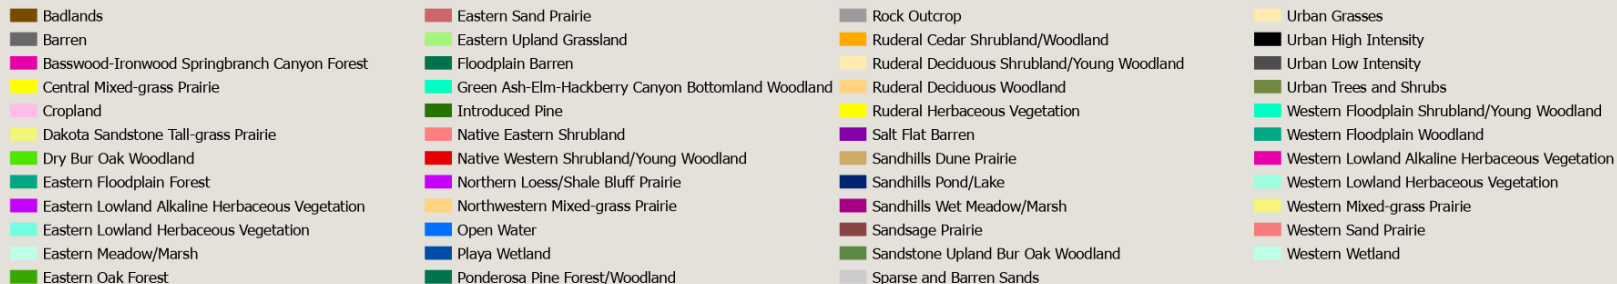 Badlands
Barren
Basswood-Ironwood Springbranch Canyon Forest
Central Mixed-grass Prairie
Cropland
Dakota Sandstone Tall-grass Prairie
Dry Bur Oak Woodland
Eastern Floodplain Forest
Eastern Lowland Alkaline Herbaceous Vegetation
Eastern Lowland Herbaceous Vegetation
Eastern Meadow/Marsh
Eastern Oak Forest
Eastern Sand Prairie
Eastern Upland Grassland
Floodplain Barren
Green Ash-Elm-Hackberry Canyon Bottomland Woodland
Introduced Pine
Native Eastern Shrubland
Native Western Shrubland/Young Woodland
Northern Loess/Shale Bluff Prairie
Northwestern Mixed-grass Prairie
Open Water
Playa Wetland
Ponderosa Pine Forest/Woodland
Rock Outcrop
Ruderal Cedar Shrubland/Woodland
Ruderal Deciduous Shrubland/Young Woodland
Ruderal Deciduous Woodland
Ruderal Herbaceous Vegetation
Salt Flat Barren
Sandhills Dune Prairie
Sandhills Pond/Lake
Sandhills Wet Meadow/Marsh
Sandsage Prairie
Sandstone Upland Bur Oak Woodland
Sparse and Barren Sands
Urban Grasses
Urban High Intensity
Urban Low Intensity
Urban Trees and Shrubs
Western Floodplain Shrubland/Young Woodland
Western Floodplain Woodland
Western Lowland Alkaline Herbaceous Vegetation
Western Lowland Herbaceous Vegetation
Western Mixed-grass Prairie
Western Sand Prairie
Western Wetland